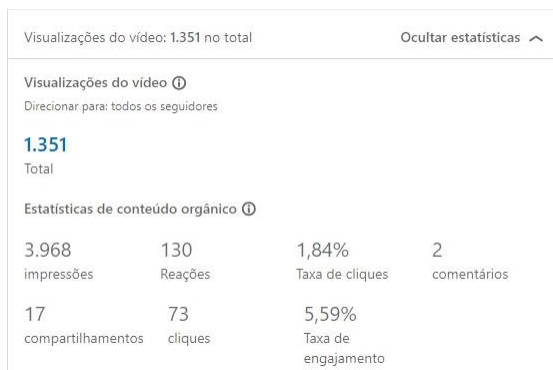 Visualizações do vídeo: 1.351 no total Ocultar estatísticas
Visualizações do vídeo
Direcionar para: todos os seguidores
1.351
Total
Estatísticas de conteúdo orgânico
3.968 130 1,84% 2
impressões Reações Taxa de cliques comentários
17 73 5,59%
compartilhamentos cliques Taxa de
engajamento